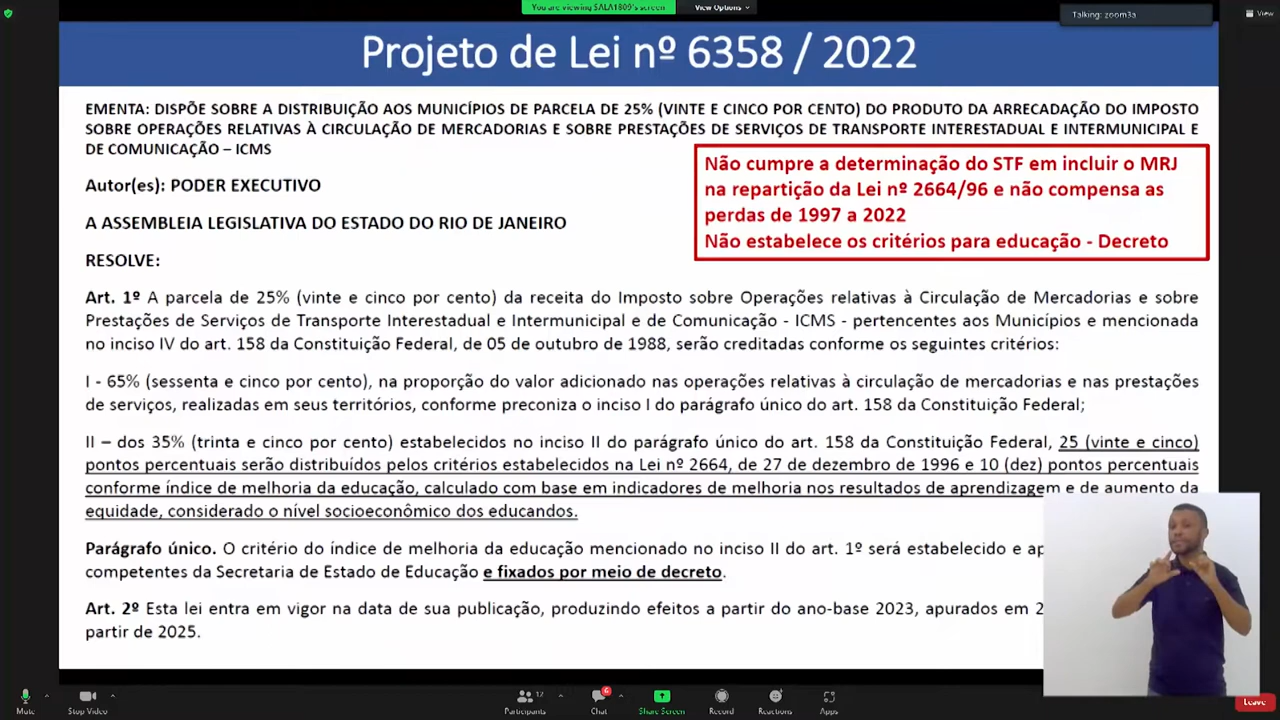 You are viewing SALA1809's screen
View Options
Talking: zoom3a
View
Projeto de Lei nº 6358 / 2022
EMENTA: DISPÕE SOBRE A DISTRIBUIÇÃO AOS MUNICÍPIOS DE PARCELA DE 25% (VINTE E CINCO POR CENTO) DO PRODUTO DA ARRECADAÇÃO DO IMPOSTO
SOBRE OPERAÇÕES RELATIVAS À CIRCULAÇÃO DE MERCADORIAS E SOBRE PRESTAÇÕES DE SERVIÇOS DE TRANSPORTE INTERESTADUAL E INTERMUNICIPAL E
DE COMUNICAÇÃO – ICMS
Não cumpre a determinação do STF em incluir o MRJ
na repartição da Lei nº 2664/96 e não compensa as
perdas de 1997 a 2022
Não estabelece os critérios para educação - Decreto
Autor(es): PODER EXECUTIVO
A ASSEMBLEIA LEGISLATIVA DO ESTADO DO RIO DE JANEIRO
RESOLVE:
Art. 1º A parcela de 25% (vinte e cinco por cento) da receita do Imposto sobre Operações relativas à Circulação de Mercadorias e sobre
Prestações de Serviços de Transporte Interestadual e Intermunicipal e de Comunicação - ICMS - pertencentes aos Municípios e mencionada
no inciso IV do art. 158 da Constituição Federal, de 05 de outubro de 1988, serão creditadas conforme os seguintes critérios:
I - 65% (sessenta e cinco por cento), na proporção do valor adicionado nas operações relativas à circulação de mercadorias e nas prestações
de serviços, realizadas em seus territórios, conforme preconiza o inciso I do parágrafo único do art. 158 da Constituição Federal;
II – dos 35% (trinta e cinco por cento) estabelecidos no inciso II do parágrafo único do art. 158 da Constituição Federal, 25 (vinte e cinco)
pontos percentuais serão distribuídos pelos critérios estabelecidos na Lei nº 2664, de 27 de dezembro de 1996 e 10 (dez) pontos percentuais
conforme índice de melhoria da educação, calculado com base em indicadores de melhoria nos resultados de aprendizagem e de aumento da
equidade, considerado o nível socioeconômico dos educandos.
Parágrafo único. O critério do índice de melhoria da educação mencionado no inciso II do art. 1º será estabelecido e ap
competentes da Secretaria de Estado de Educação e fixados por meio de decreto.
Art. 2º Esta lei entra em vigor na data de sua publicação, produzindo efeitos a partir do ano-base 2023, apurados em 2
partir de 2025.
Mute
Stop Video
12
Participants
6
Chat
Share Screen
Record
Reactions
Apps
Leave